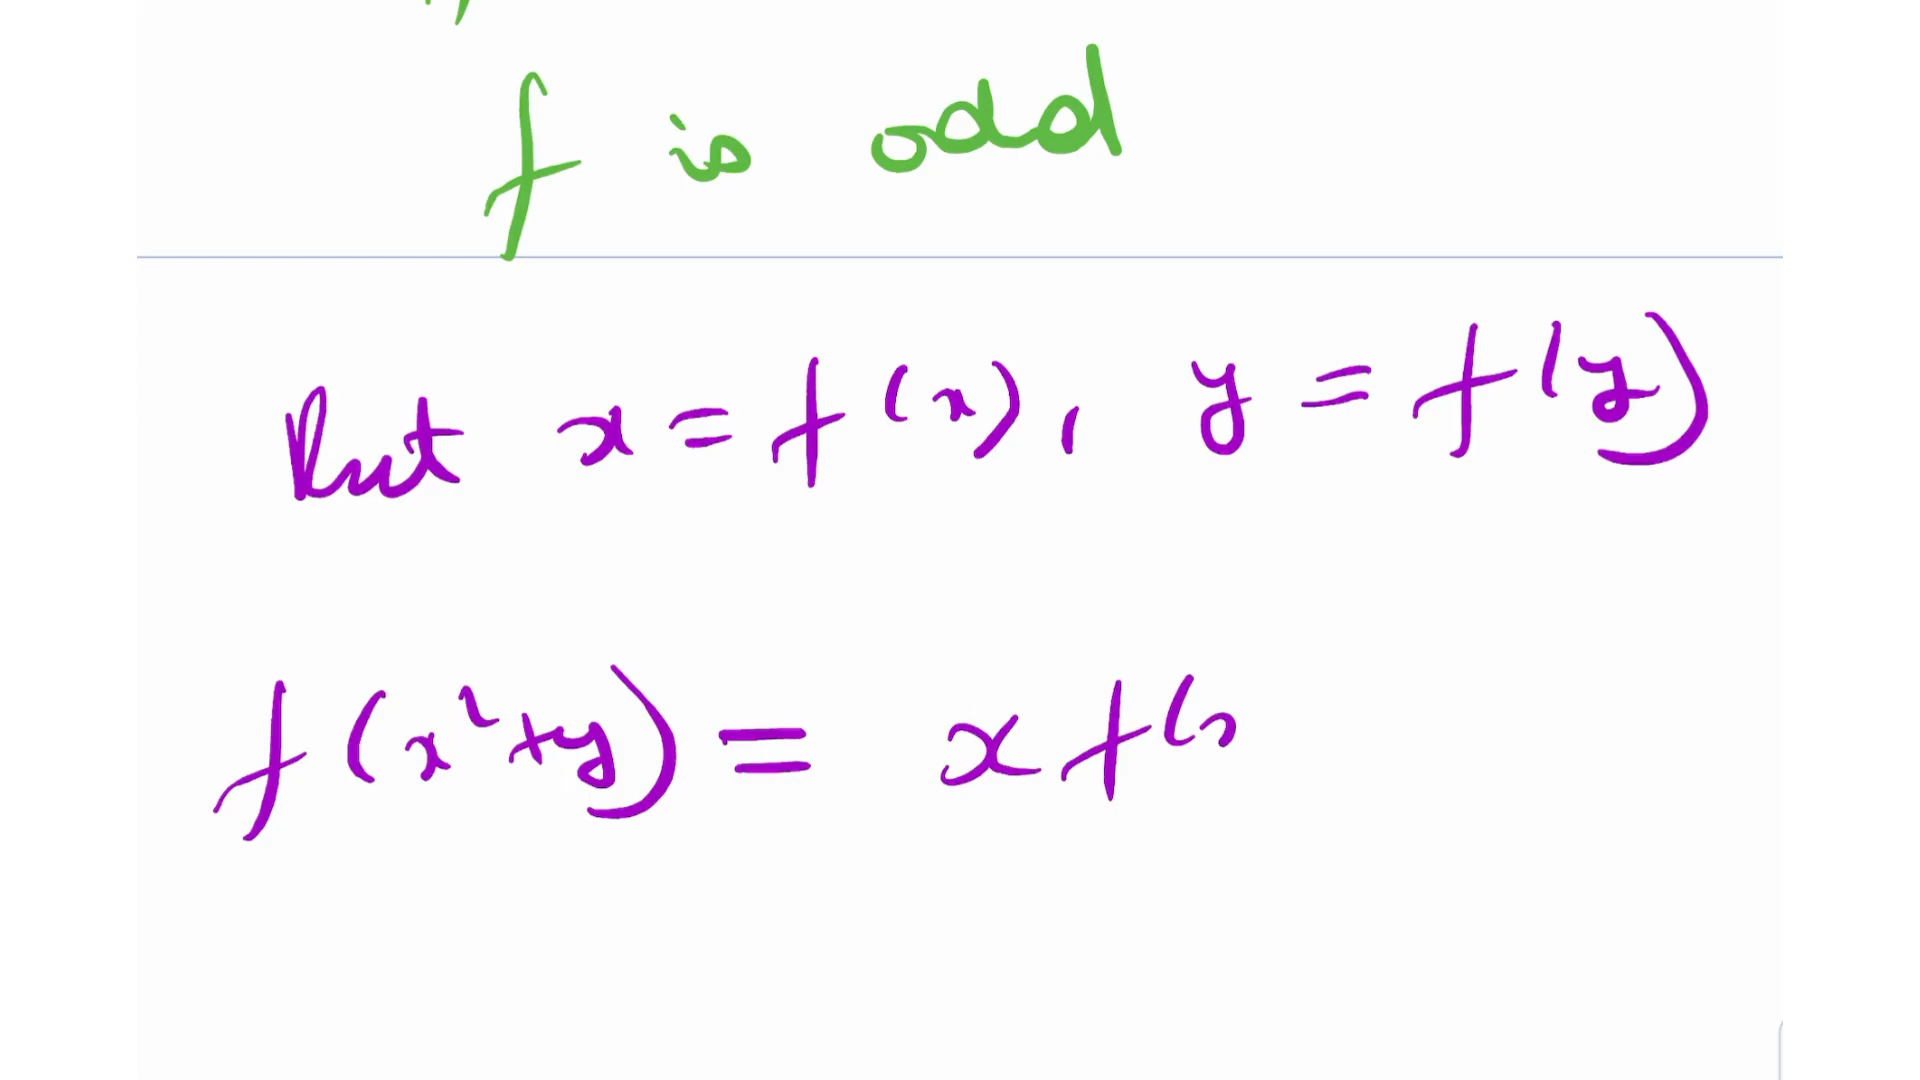 f is odd
Put x = f(x), y = f(y)
f(x²+y) = x f(